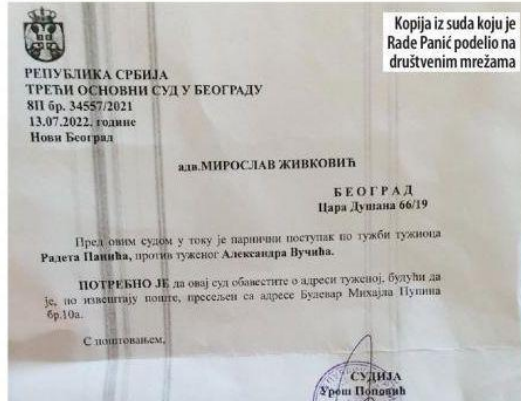 Kopija iz suda koju je
Rade Panić podelio na
društvenim mrežama
РЕПУБЛИКА СРБИЈА
ТРЕЋИ ОСНОВНИ СУД У БЕОГРАДУ
8П бр. 34557/2021
13.07.2022. године
Нови Београд
адв.МИРОСЛАВ ЖИВКОВИЋ
БЕОГРАД
Цара Душана 66/19
Пред овим судом у току је парнични поступак по тужби тужиоца
Радета Панића, против туженог Александра Вучића.
ПОТРЕБНО ЈЕ да овај суд обавестите о адреси туженој, будући да
је, по извештају поште, пресељен са адресе Булевар Михајла Пупина
бр.10а.
С поштовањем,
СУДИЈА
Урош Поповић